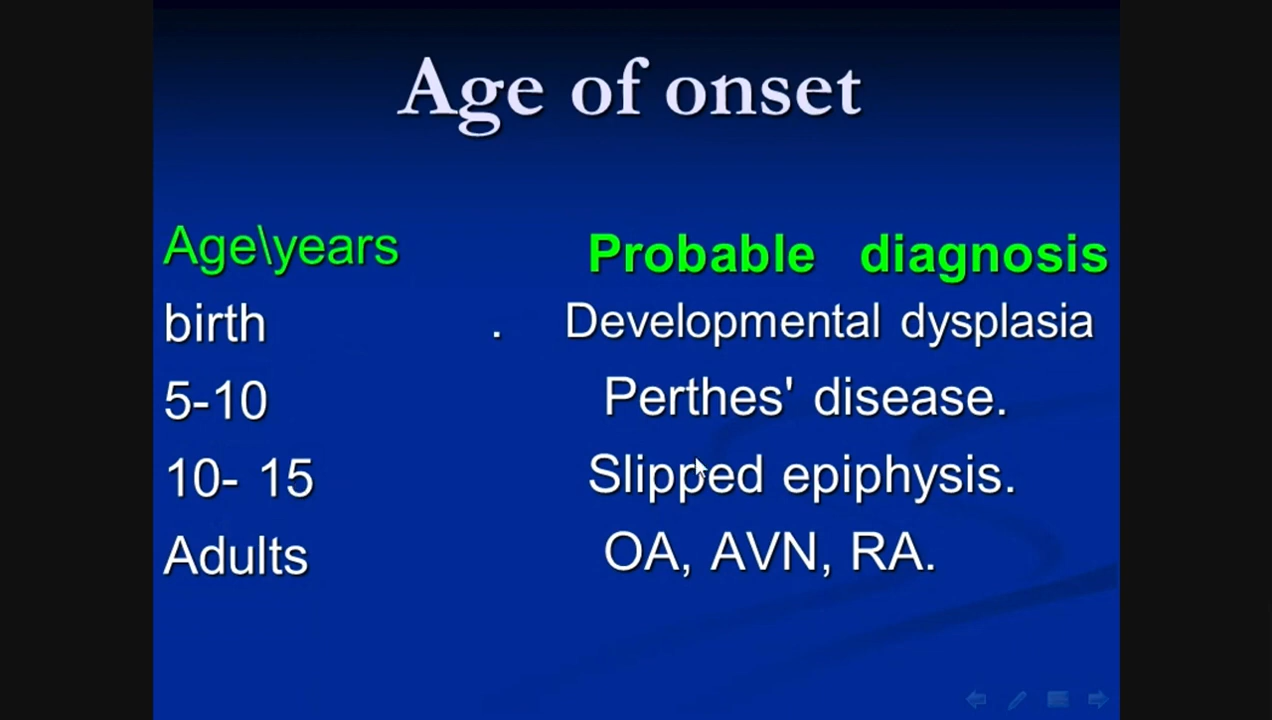 Age of onset
Age\years Probable diagnosis
birth . Developmental dysplasia
5-10 Perthes' disease.
10- 15 Slipped epiphysis.
Adults OA, AVN, RA.